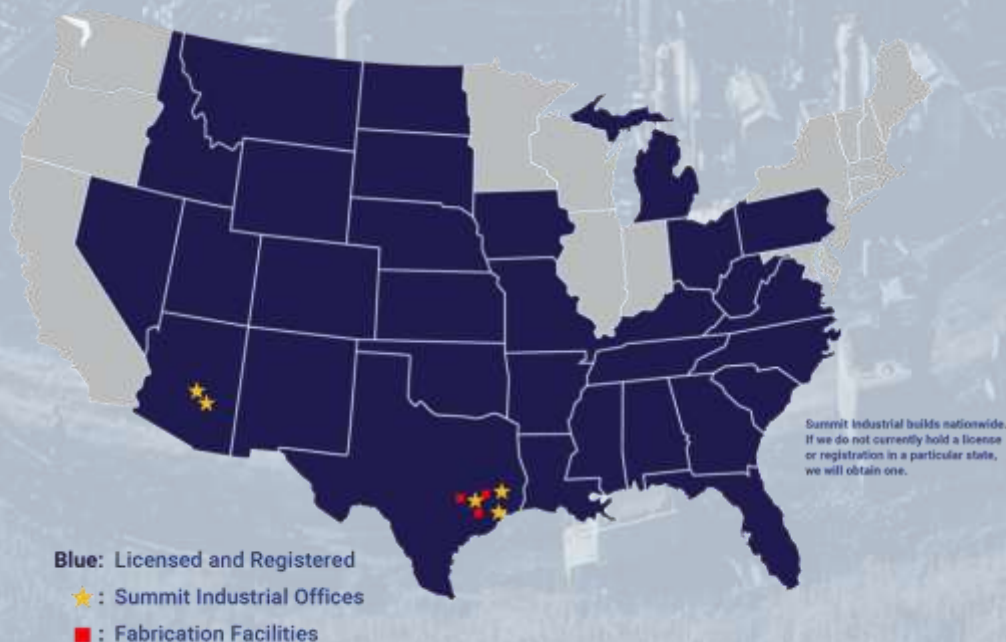 Summit Industrial builds nationwide.
If we do not currently hold a license
or registration in a particular state,
we will obtain one.
Blue: Licensed and Registered
: Summit Industrial Offices
: Fabrication Facilities